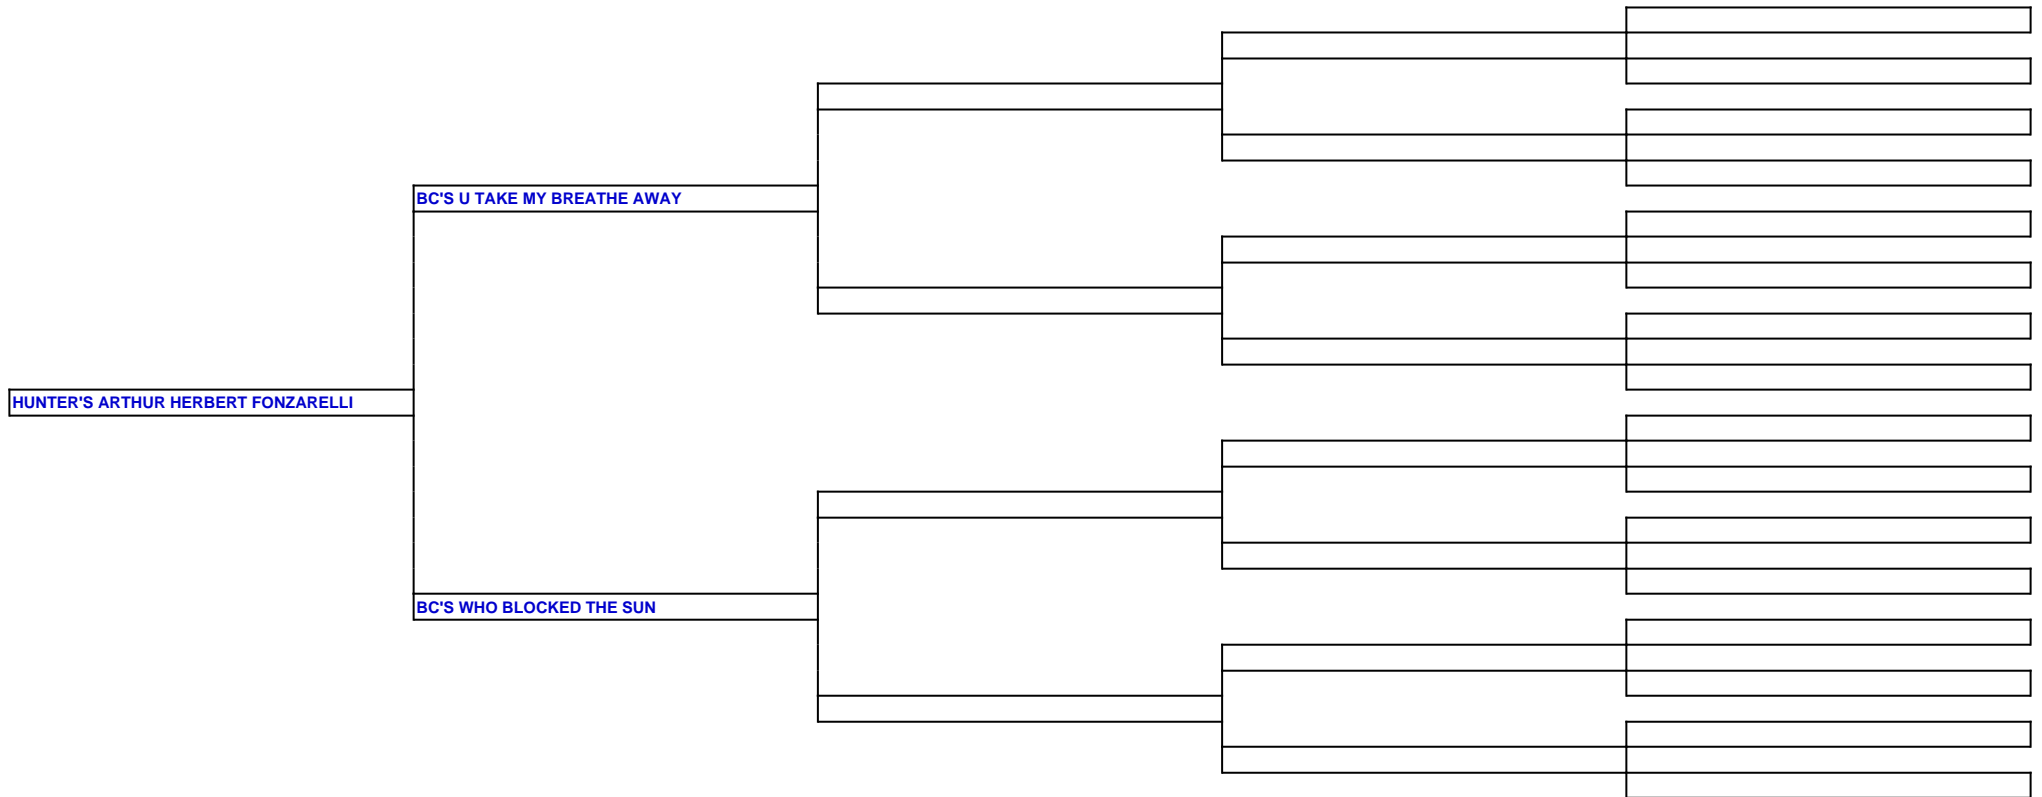 BC'S U TAKE MY BREATHE AWAY
HUNTER'S ARTHUR HERBERT FONZARELLI
BC'S WHO BLOCKED THE SUN